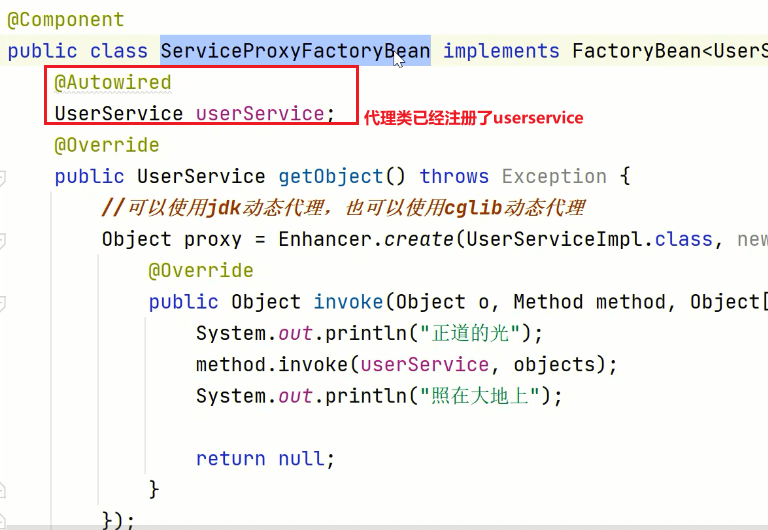 @Component
public class ServiceProxyFactoryBean implements FactoryBean<UserS
@Autowired
UserService userService;
代理类已经注册了userservice
@Override
public UserService getObject() throws Exception {
//可以使用jdk动态代理，也可以使用cglib动态代理
Object proxy = Enhancer.create(UserServiceImpl.class, new
@Override
public Object invoke(Object o, Method method, Object[
System.out.println("正道的光");
method.invoke(userService, objects);
System.out.println("照在大地上");
return null;
}
});